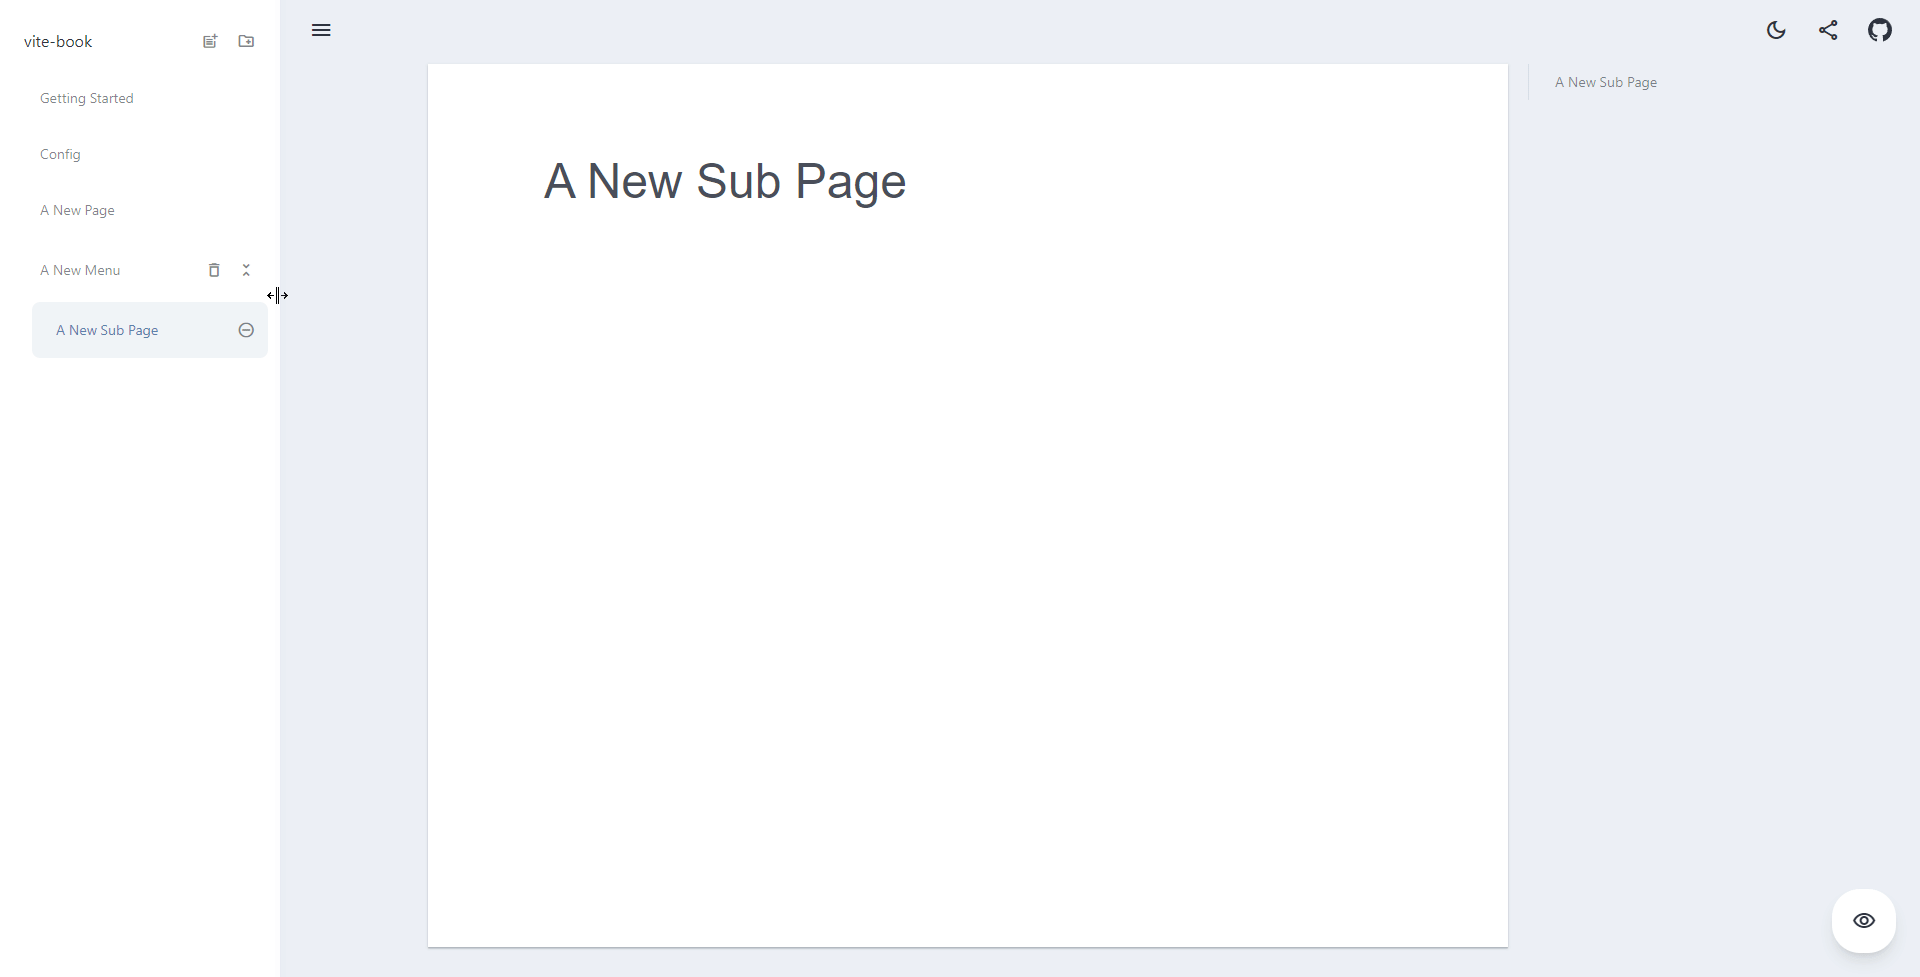 vite-book
Getting Started
Config
A New Page
A New Menu
A New Sub Page
A New Sub Page
A New Sub Page